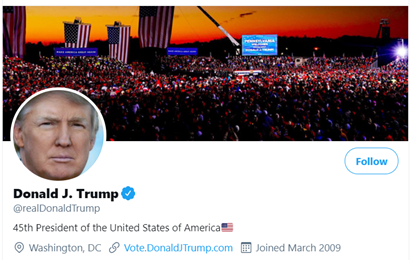 Follow
Donald J. Trump
@realDonaldTrump
45th President of the United States of America🇺🇸
Washington, DC Vote.DonaldJTrump.com Joined March 2009